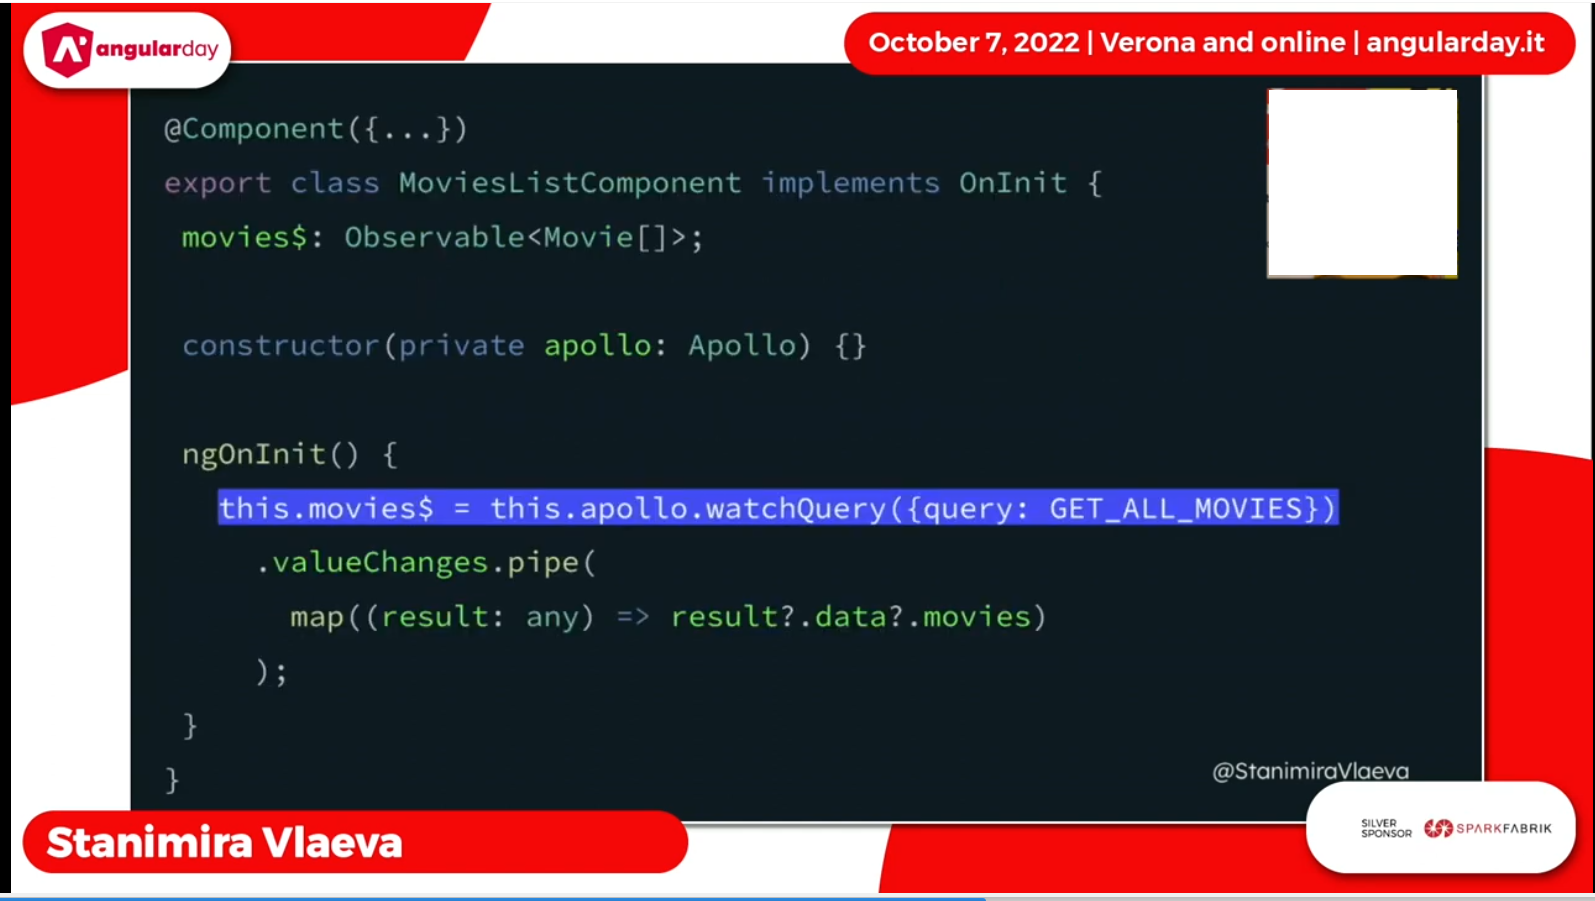 angularday
October 7, 2022 | Verona and online | angularday.it
@Component({...})
export class MoviesListComponent implements OnInit {
movies$: Observable<Movie[]>;
constructor(private apollo: Apollo) {}
ngOnInit() {
this.movies$ = this.apollo.watchQuery({query: GET_ALL_MOVIES})
.valueChanges.pipe(
map((result: any) => result?.data?.movies)
);
}
}
@StanimiraVlaeva
Stanimira Vlaeva
SILVER
SPONSOR
SPARKFABRIK